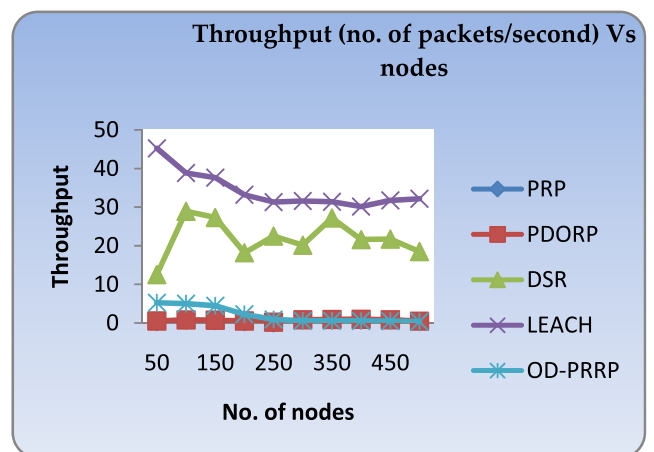 Throughput (no. of packets/second) Vs
nodes
50
40
30
20
10
0
Throughput
50 150 250 350 450
No. of nodes
PRP
PDORP
DSR
LEACH
OD-PRRP